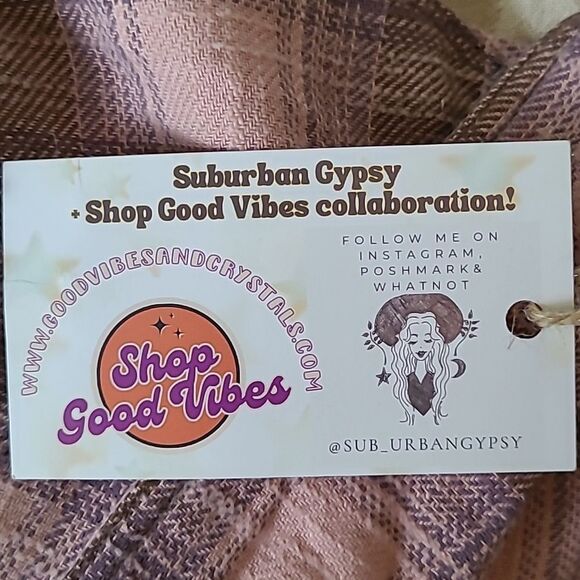 Suburban Gypsy
+ Shop Good Vibes collaboration!
WWW.GOODVIBESANDCRYSTALS.COM
Shop
Good Vibes
FOLLOW ME ON
INSTAGRAM,
POSHMARK&
WHATNOT
@SUB_URBANGYPSY